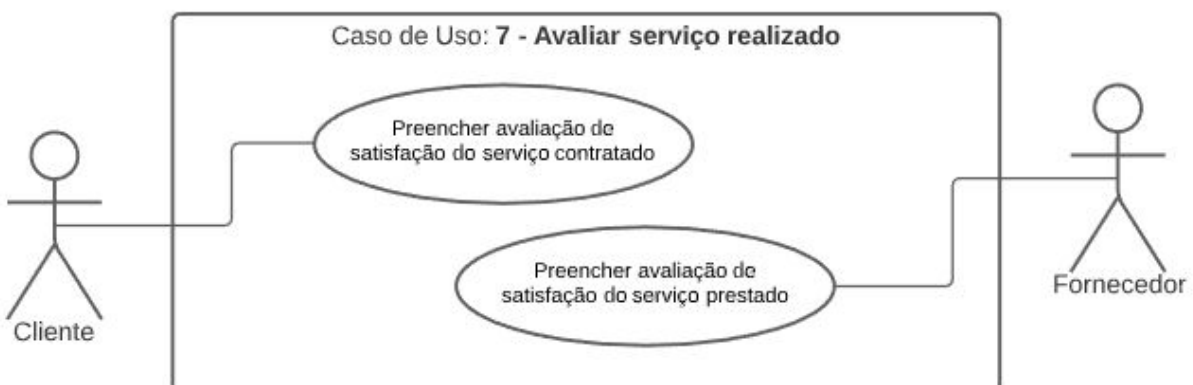 Caso de Uso: 7 - Avaliar serviço realizado
Preencher avaliação de
satisfação do serviço contratado
Preencher avaliação de
satisfação do serviço prestado
Fornecedor
Cliente